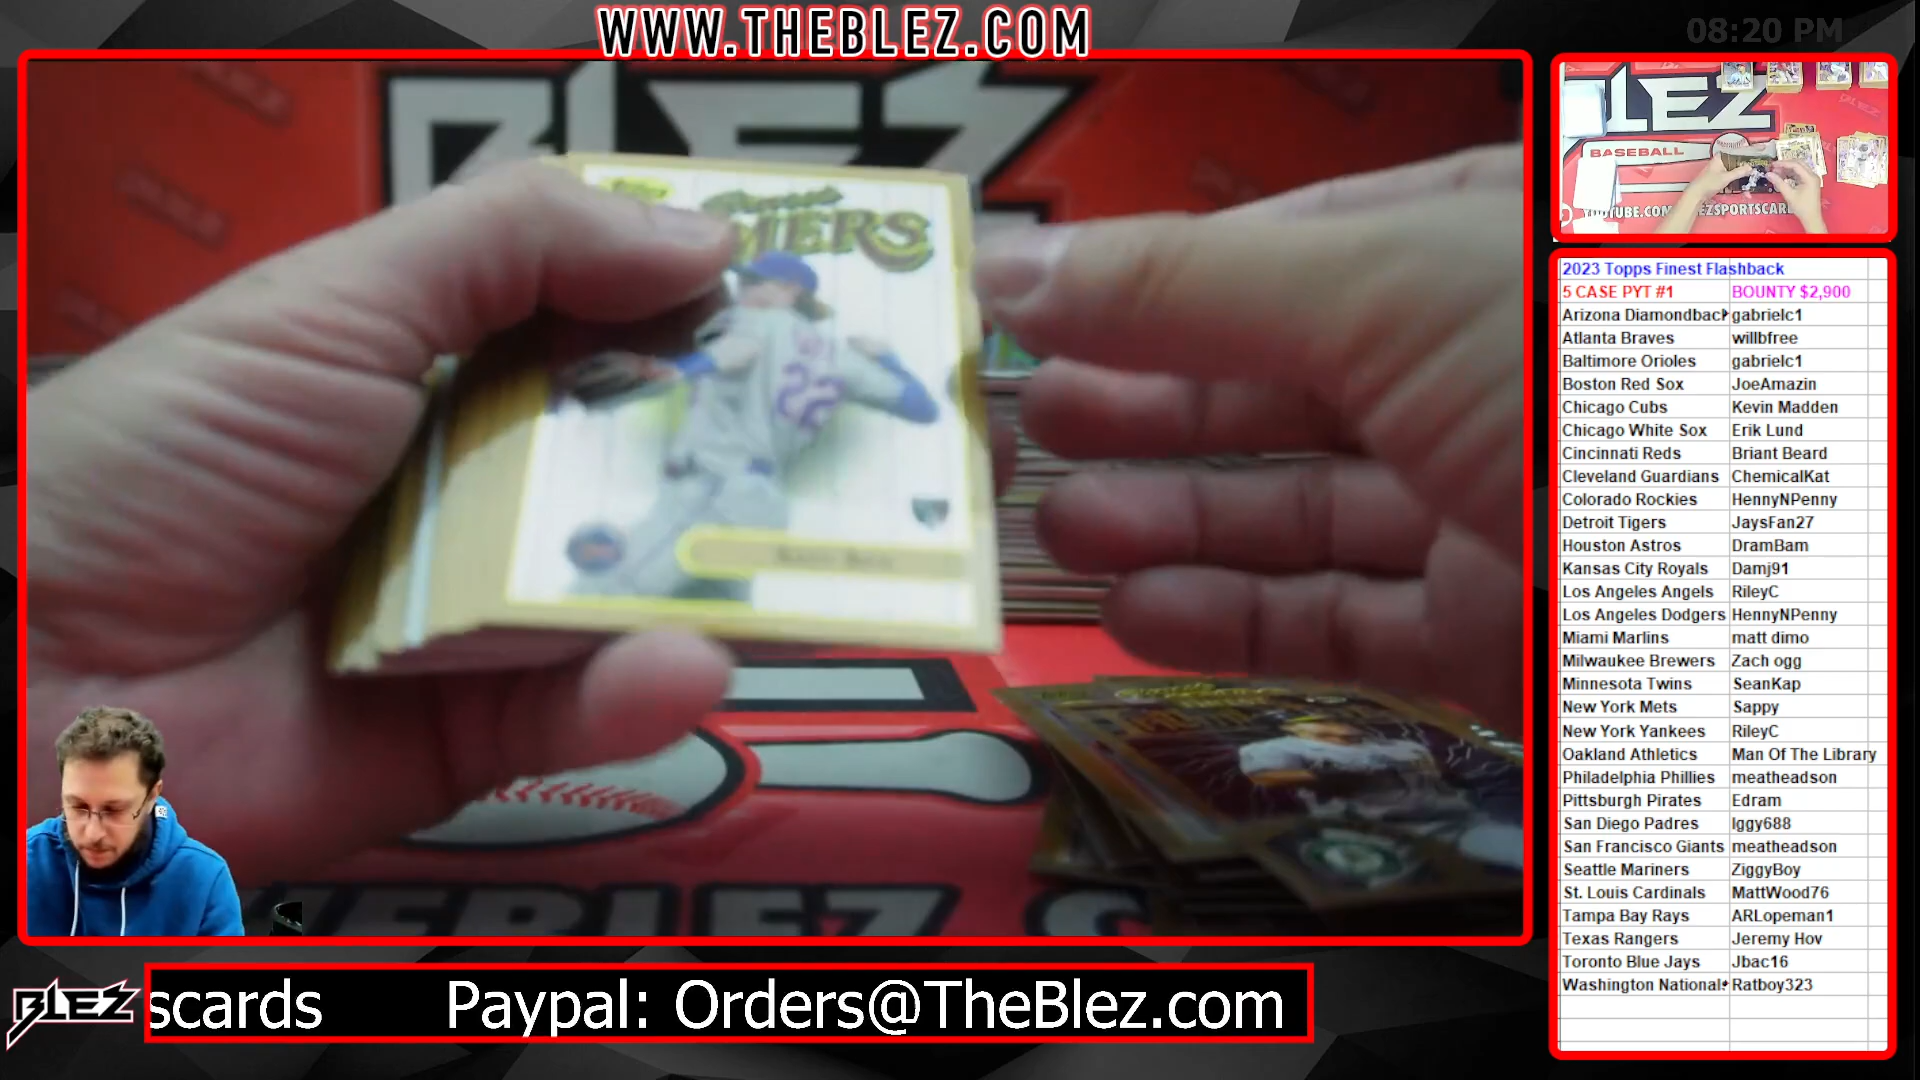 WWW.THEBLEZ.COM
08:20 PM
BLEZ
22
LEZ
BASEBALL
2023 Topps Finest Flashback
5 CASE PYT #1 BOUNTY $2,900
Arizona Diamondback gabrielc1
Atlanta Braves willbfree
Baltimore Orioles gabrielc1
Boston Red Sox JoeAmazin
Chicago Cubs Kevin Madden
Chicago White Sox Erik Lund
Cincinnati Reds Briant Beard
Cleveland Guardians ChemicalKat
Colorado Rockies HennyNPenny
Detroit Tigers JaysFan27
Houston Astros DramBam
Kansas City Royals Damj91
Los Angeles Angels RileyC
Los Angeles Dodgers HennyNPenny
Miami Marlins matt dimo
Milwaukee Brewers Zach ogg
Minnesota Twins SeanKap
New York Mets Sappy
New York Yankees RileyC
Oakland Athletics Man Of The Library
Philadelphia Phillies meatheadson
Pittsburgh Pirates Edram
San Diego Padres Iggy688
San Francisco Giants meatheadson
Seattle Mariners ZiggyBoy
St. Louis Cardinals MattWood76
Tampa Bay Rays ARLopeman1
Texas Rangers Jeremy Hov
Toronto Blue Jays Jbac16
Washington Nationals Ratboy323
BLEZ
scards Paypal: Orders@TheBlez.com